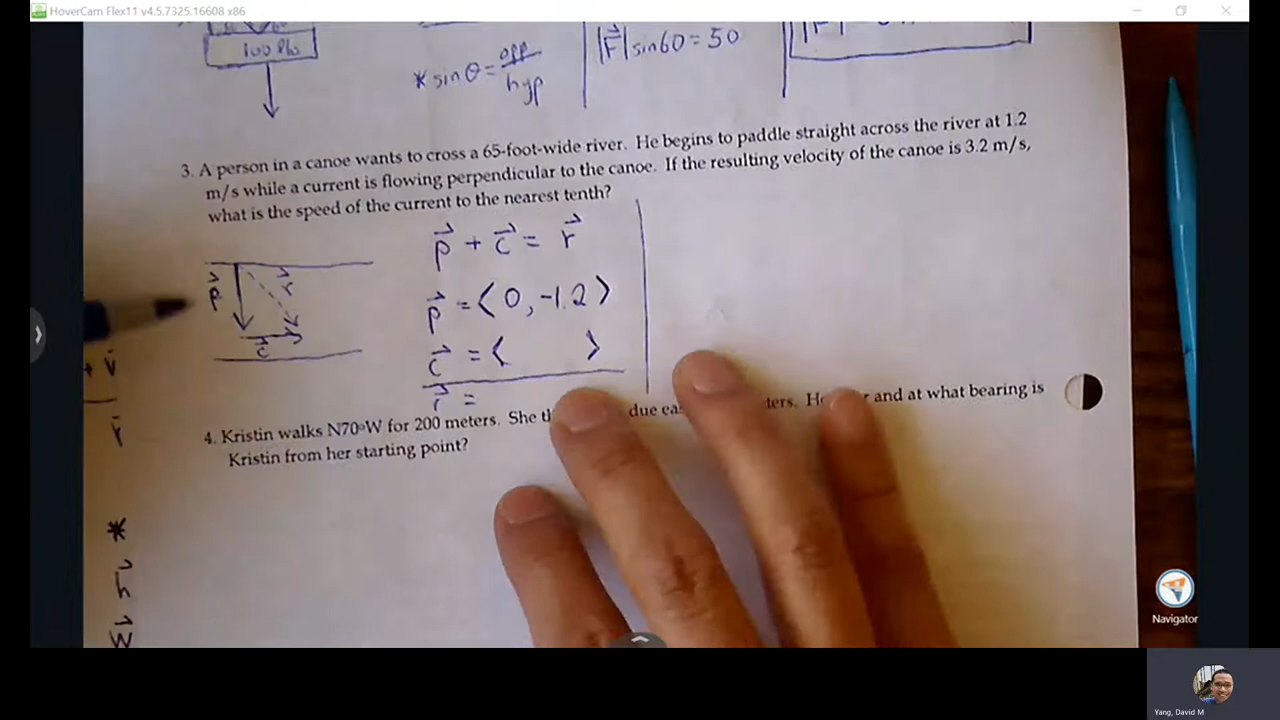 HoverCam Flex11 v4.5.7325.16608 x86
100 lb
* sin θ = opp/hyp
|F⃗| sin60 = 50
3. A person in a canoe wants to cross a 65-foot-wide river. He begins to paddle straight across the river at 1.2
m/s while a current is flowing perpendicular to the canoe. If the resulting velocity of the canoe is 3.2 m/s,
what is the speed of the current to the nearest tenth?
p⃗ + c⃗ = r⃗
p⃗
r⃗
c⃗
p⃗ = ⟨ 0, -1.2 ⟩
c⃗ = ⟨ ⟩
r⃗ =
4. Kristin walks N70°W for 200 meters. She due and at what bearing is
Kristin from her starting point?
Navigator
Yang, David M